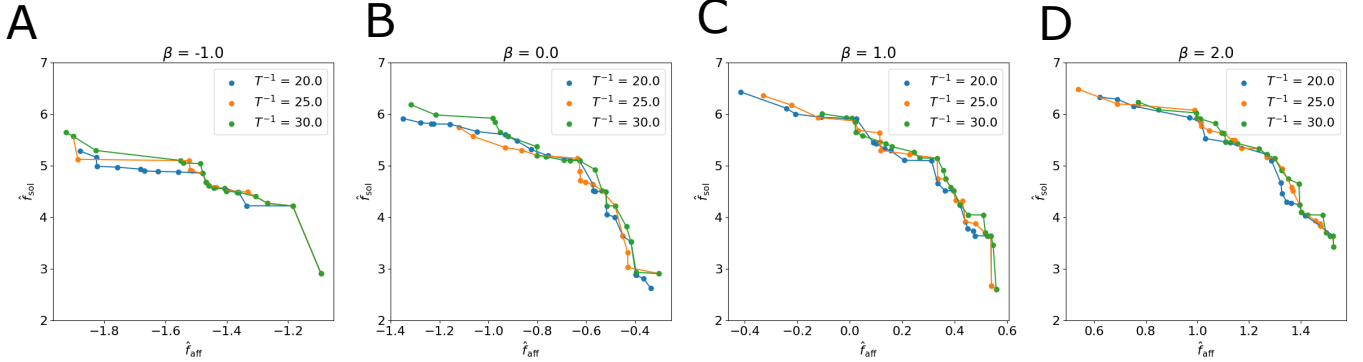 A
β = -1.0
7
6
5
4
3
2
f̂sol
−1.8
−1.6
−1.4
−1.2
f̂aff
T⁻¹ = 20.0
T⁻¹ = 25.0
T⁻¹ = 30.0
B
β = 0.0
7
6
5
4
3
2
f̂sol
−1.4
−1.2
−1.0
−0.8
−0.6
−0.4
f̂aff
T⁻¹ = 20.0
T⁻¹ = 25.0
T⁻¹ = 30.0
C
β = 1.0
7
6
5
4
3
2
f̂sol
−0.4
−0.2
0.0
0.2
0.4
0.6
f̂aff
T⁻¹ = 20.0
T⁻¹ = 25.0
T⁻¹ = 30.0
D
β = 2.0
7
6
5
4
3
2
f̂sol
0.6
0.8
1.0
1.2
1.4
f̂aff
T⁻¹ = 20.0
T⁻¹ = 25.0
T⁻¹ = 30.0